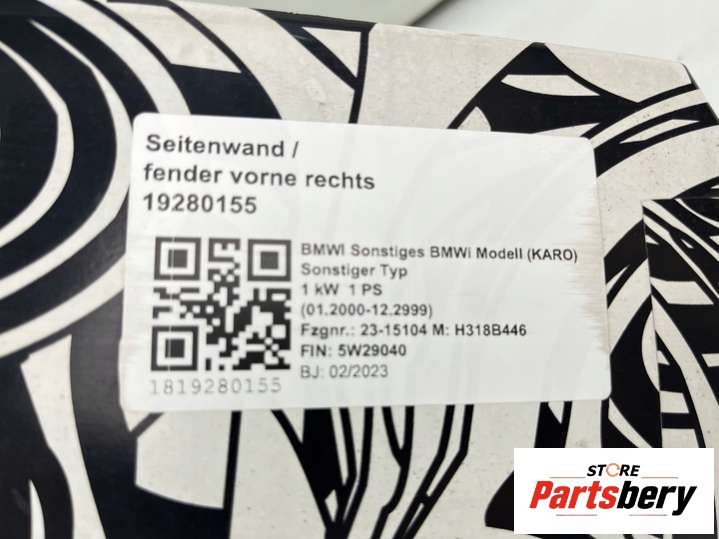 Seitenwand /
fender vorne rechts
19280155
BMWI Sonstiges BMWi Modell (KARO)
Sonstiger Typ
1 kW 1 PS
(01.2000-12.2999)
Fzgnr.: 23-15104 M: H318B446
FIN: 5W29040
BJ: 02/2023
1819280155
STORE
Partsbery